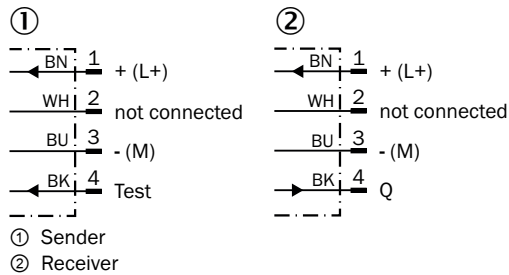 ① ②
BN 1 + (L+) BN 1 + (L+)
WH 2 not connected WH 2 not connected
BU 3 - (M) BU 3 - (M)
BK 4 Test BK 4 Q
① Sender
② Receiver